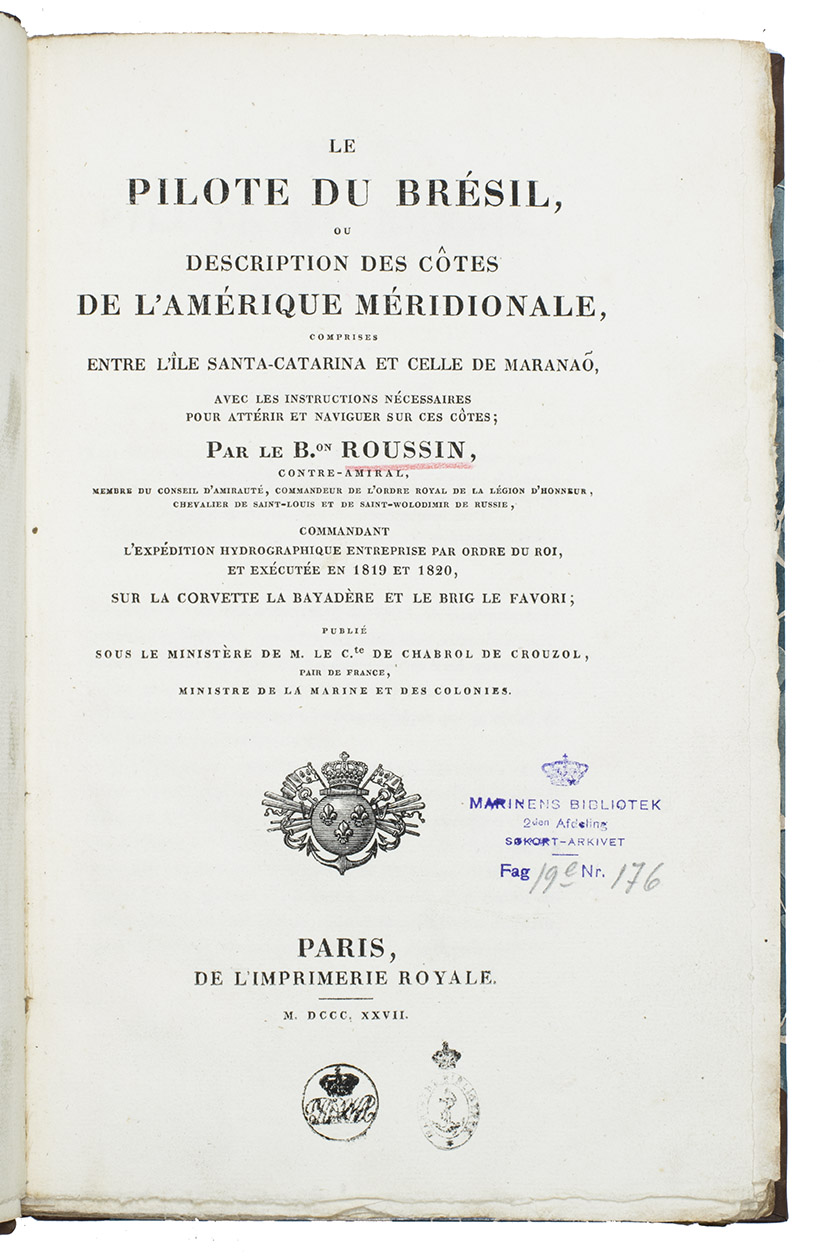 LE
PILOTE DU BRÉSIL,
OU
DESCRIPTION DES CÔTES
DE L'AMÉRIQUE MÉRIDIONALE,
COMPRISES
ENTRE L'ÎLE SANTA-CATARINA ET CELLE DE MARANAÕ,
AVEC LES INSTRUCTIONS NÉCESSAIRES
POUR ATTÉRIR ET NAVIGUER SUR CES CÔTES;
PAR LE B.ON ROUSSIN,
CONTRE-AMIRAL,
MEMBRE DU CONSEIL D'AMIRAUTÉ, COMMANDEUR DE L'ORDRE ROYAL DE LA LÉGION D'HONNEUR,
CHEVALIER DE SAINT-LOUIS ET DE SAINT-WOLODIMIR DE RUSSIE,
COMMANDANT
L'EXPÉDITION HYDROGRAPHIQUE ENTREPRISE PAR ORDRE DU ROI,
ET EXÉCUTÉE EN 1819 ET 1820,
SUR LA CORVETTE LA BAYADÈRE ET LE BRIG LE FAVORI;
PUBLIÉ
SOUS LE MINISTÈRE DE M. LE C.te DE CHABROL DE CROUZOL,
PAIR DE FRANCE,
MINISTRE DE LA MARINE ET DES COLONIES.
MARINENS BIBLIOTEK
2den Afdeling
SØKORT-ARKIVET
Fag 19e Nr. 176
PARIS,
DE L'IMPRIMERIE ROYALE.
M. DCCC. XXVII.